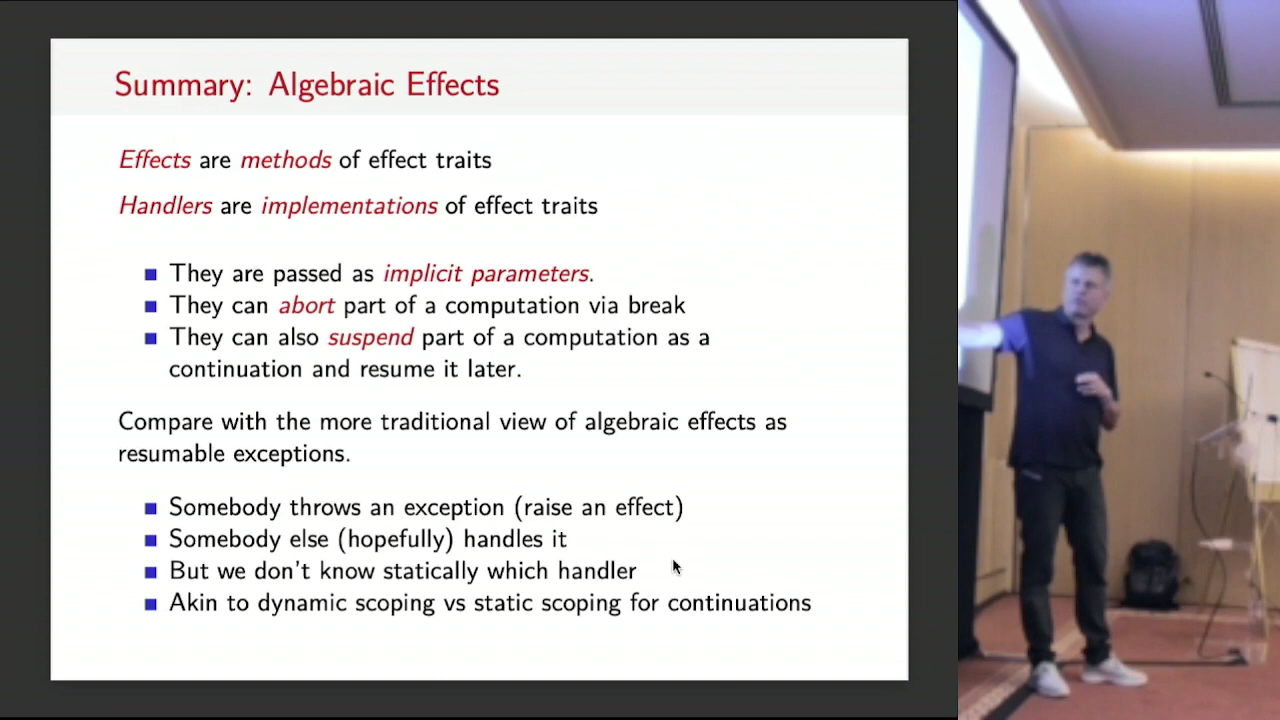 Summary: Algebraic Effects
Effects are methods of effect traits
Handlers are implementations of effect traits
They are passed as implicit parameters.
They can abort part of a computation via break
They can also suspend part of a computation as a
continuation and resume it later.
Compare with the more traditional view of algebraic effects as
resumable exceptions.
Somebody throws an exception (raise an effect)
Somebody else (hopefully) handles it
But we don't know statically which handler
Akin to dynamic scoping vs static scoping for continuations